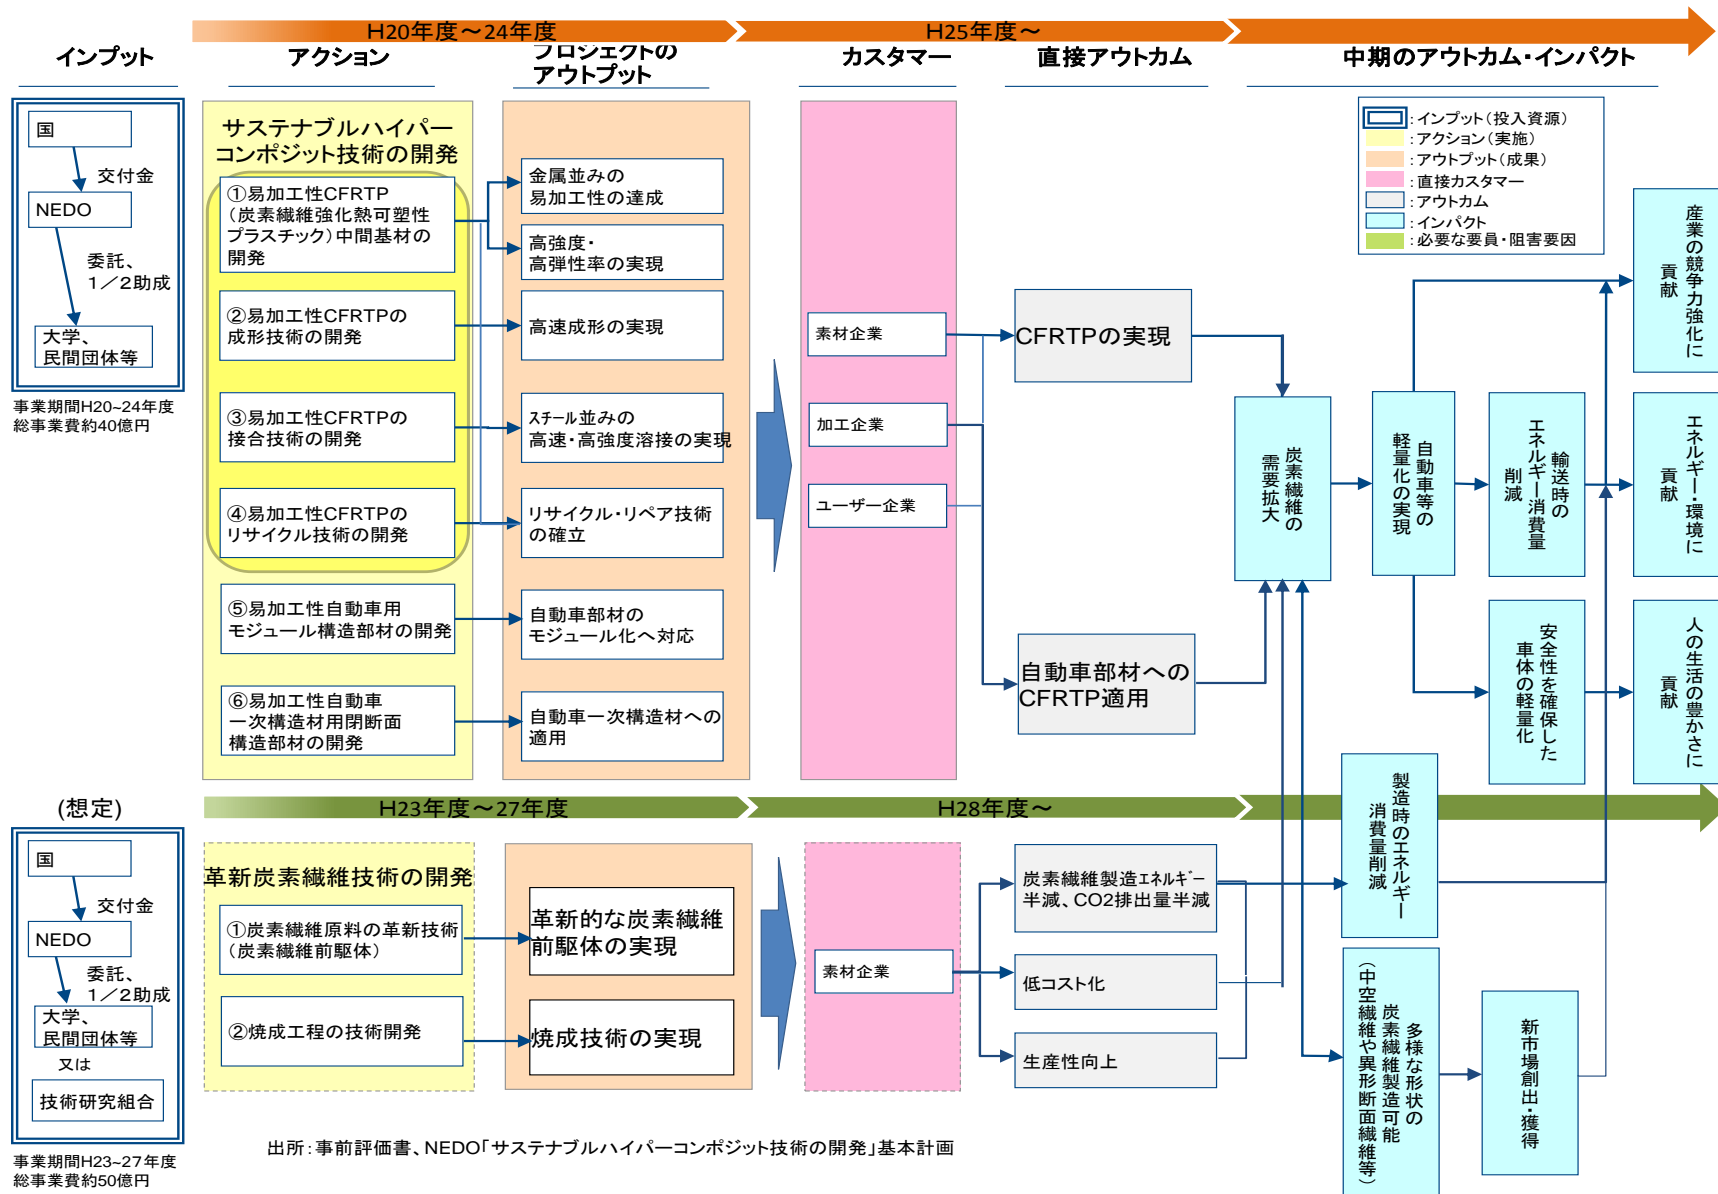 H20年度～24年度
H25年度～
インプット
アクション
プロジェクトの
アウトプット
カスタマー
直接アウトカム
中期のアウトカム・インパクト
国
交付金
NEDO
委託、
1／2助成
大学、
民間団体等
事業期間H20~24年度
総事業費約40億円
サステナブルハイパー
コンポジット技術の開発
①易加工性CFRTP
（炭素繊維強化熱可塑性
プラスチック）中間基材の
開発
②易加工性CFRTPの
成形技術の開発
③易加工性CFRTPの
接合技術の開発
④易加工性CFRTPの
リサイクル技術の開発
⑤易加工性自動車用
モジュール構造部材の開発
⑥易加工性自動車
一次構造材用閉断面
構造部材の開発
金属並みの
易加工性の達成
高強度・
高弾性率の実現
高速成形の実現
ｽﾁｰﾙ並みの
高速・高強度溶接の実現
リサイクル・リペア技術
の確立
自動車部材の
モジュール化へ対応
自動車一次構造材への
適用
素材企業
加工企業
ユーザー企業
CFRTPの実現
自動車部材への
CFRTP適用
：インプット（投入資源）
：アクション（実施）
：アウトプット（成果）
：直接カスタマー
：アウトカム
：インパクト
：必要な要員・阻害要因
炭素繊維の
需要拡大
自動車等の
軽量化の実現
輸送時の
エネルギー消費量
削減
安全性を確保した
車体の軽量化
産業の競争力強化に
貢献
エネルギー・環境に
貢献
人の生活の豊かさに
貢献
(想定)
H23年度～27年度
H28年度～
国
交付金
NEDO
委託、
1／2助成
大学、
民間団体等
又は
技術研究組合
事業期間H23~27年度
総事業費約50億円
革新炭素繊維技術の開発
①炭素繊維原料の革新技術
（炭素繊維前駆体）
②焼成工程の技術開発
革新的な炭素繊維
前駆体の実現
焼成技術の実現
素材企業
炭素繊維製造ｴﾈﾙｷﾞｰ
半減、CO2排出量半減
低コスト化
生産性向上
製造時のエネルギー
消費量削減
多様な形状の
炭素繊維製造可能
（中空繊維や異形断面繊維等）
新市場創出・獲得
出所：事前評価書、NEDO「サステナブルハイパーコンポジット技術の開発」基本計画